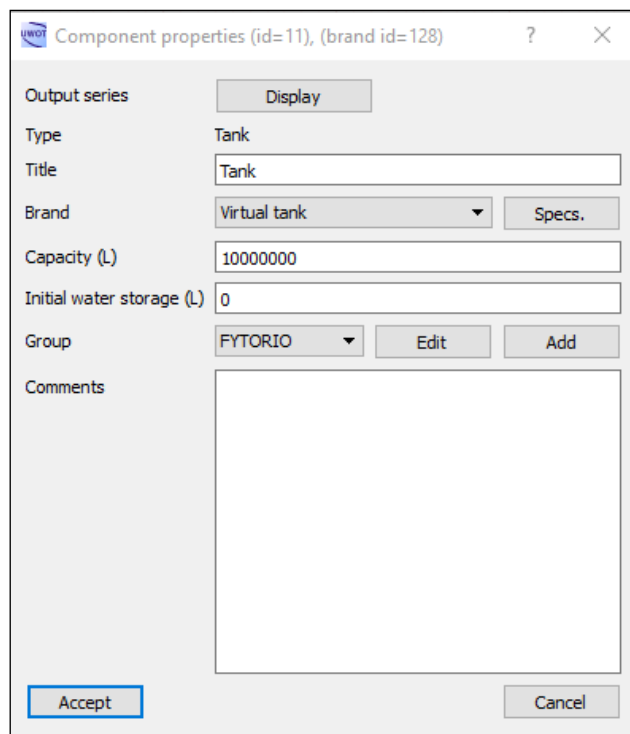 UWOT Component properties (id=11), (brand id=128) ?
Output series Display
Type Tank
Title Tank
Brand Virtual tank Specs.
Capacity (L) 10000000
Initial water storage (L) 0
Group FYTORIO Edit Add
Comments
Accept Cancel